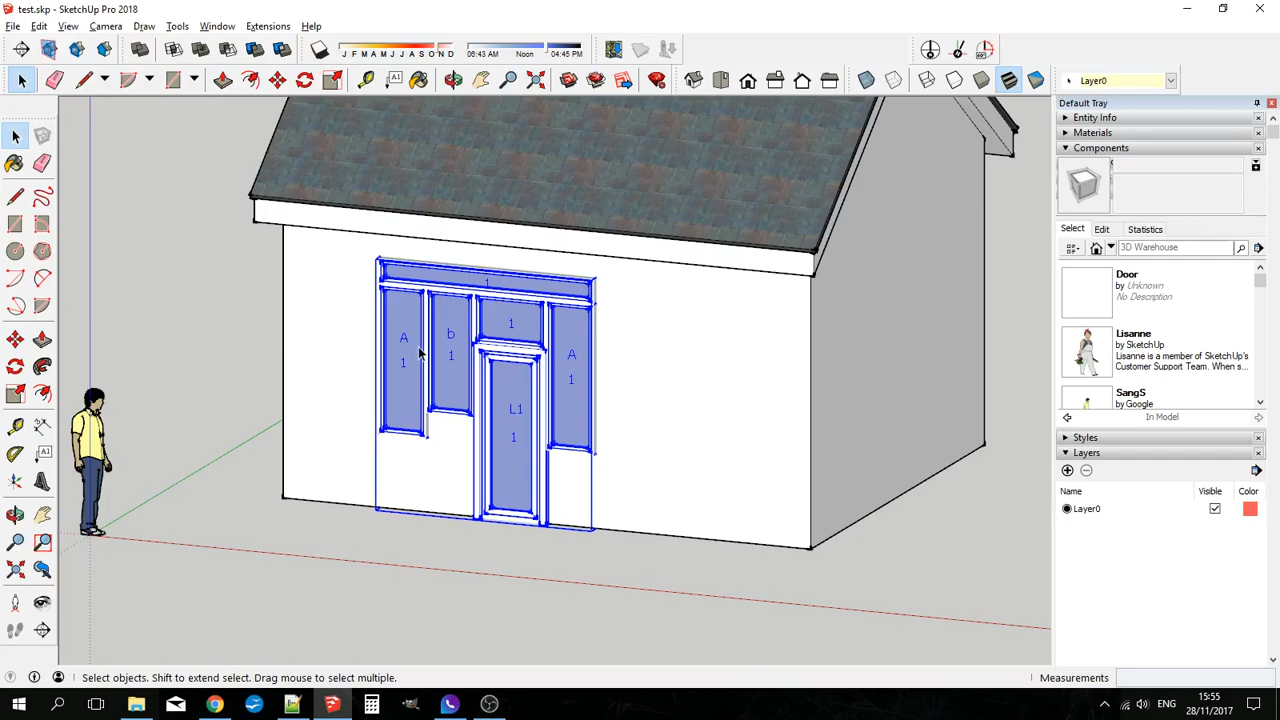 test.skp - SketchUp Pro 2018
File Edit View Camera Draw Tools Window Extensions Help
J F M A M J J A S O N D
06:43 AM Noon 04:45 PM
Layer0
Default Tray
Entity Info
Materials
Components
Select Edit Statistics
3D Warehouse
Door
by Unknown
No Description
Lisanne
by SketchUp
Lisanne is a member of SketchUp's
Customer Support Team. When s...
SangS
by Google
In Model
Styles
Layers
Name Visible Color
Layer0
1
A
1
b
1
1
A
1
L1
1
A1
A1
Select objects. Shift to extend select. Drag mouse to select multiple.
Measurements
ENG
15:55
28/11/2017